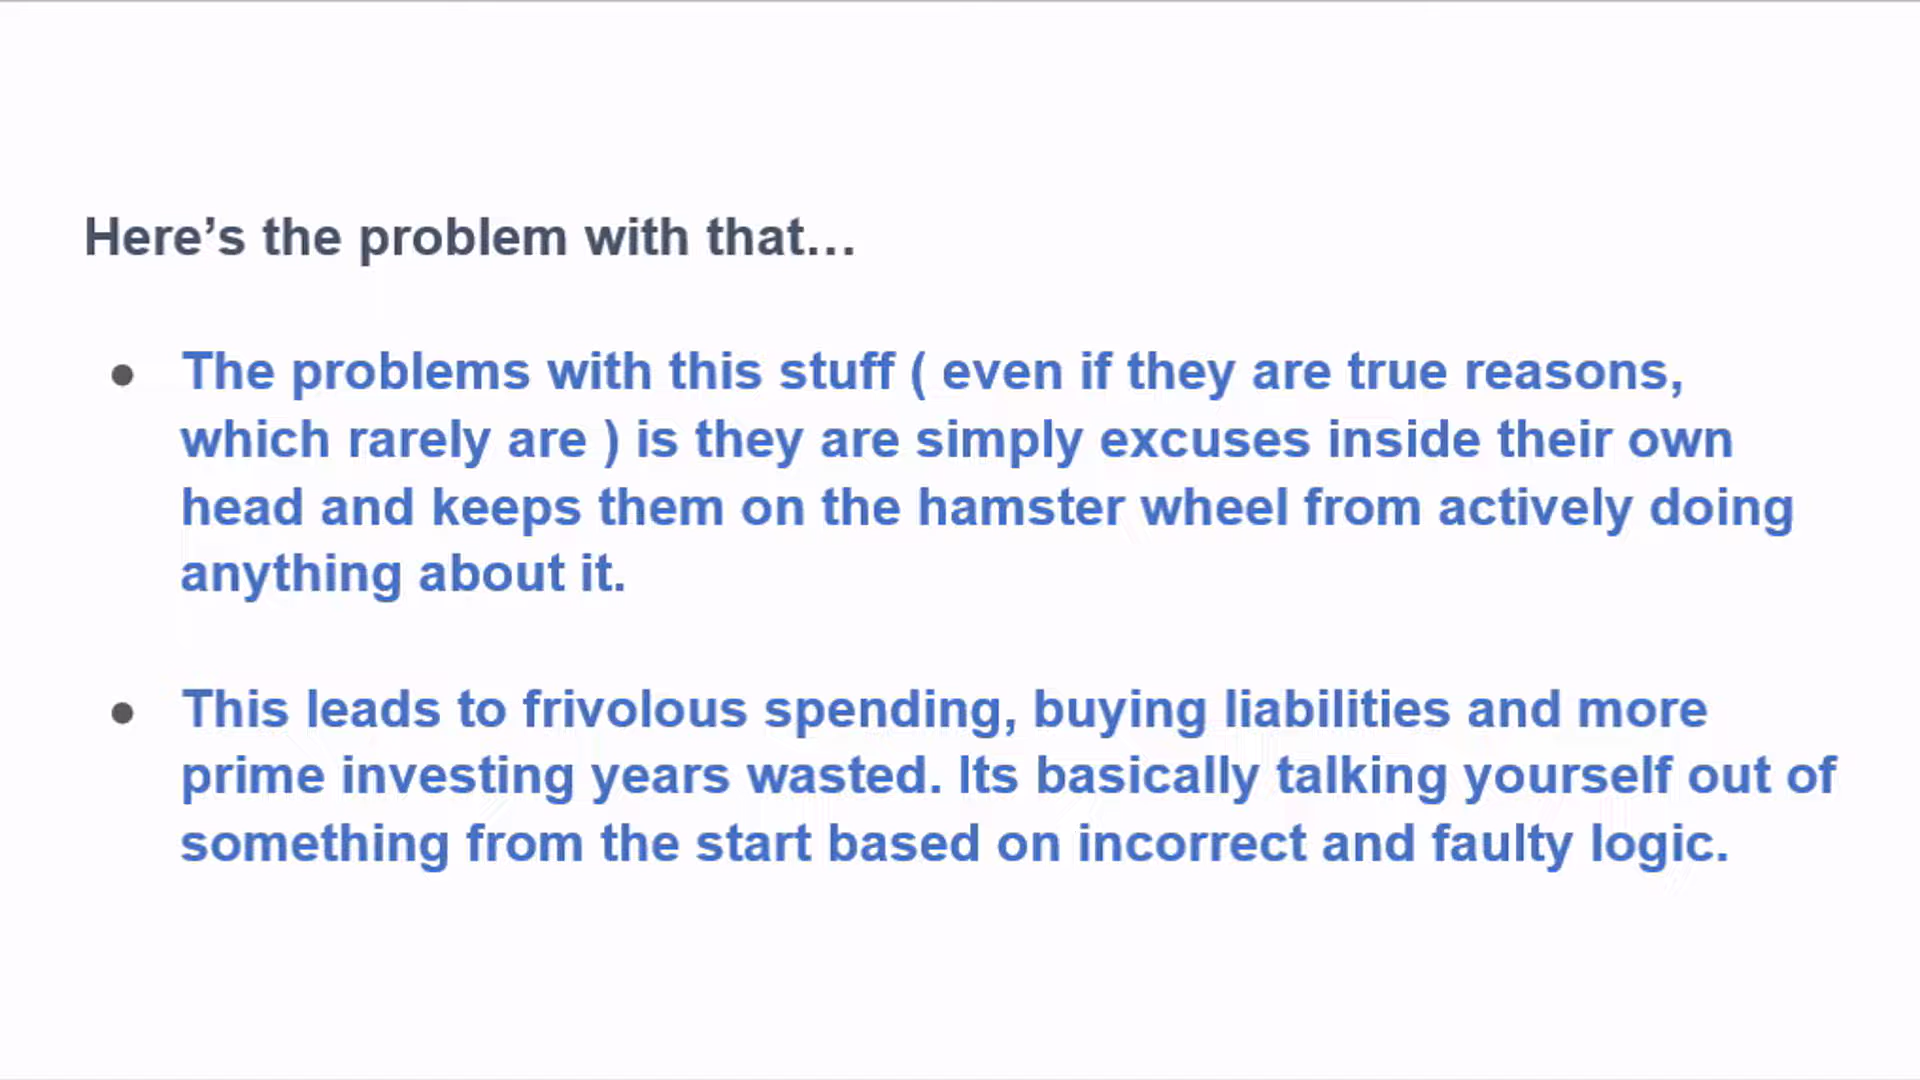 Here’s the problem with that...
● The problems with this stuff ( even if they are true reasons,
which rarely are ) is they are simply excuses inside their own
head and keeps them on the hamster wheel from actively doing
anything about it.
● This leads to frivolous spending, buying liabilities and more
prime investing years wasted. Its basically talking yourself out of
something from the start based on incorrect and faulty logic.